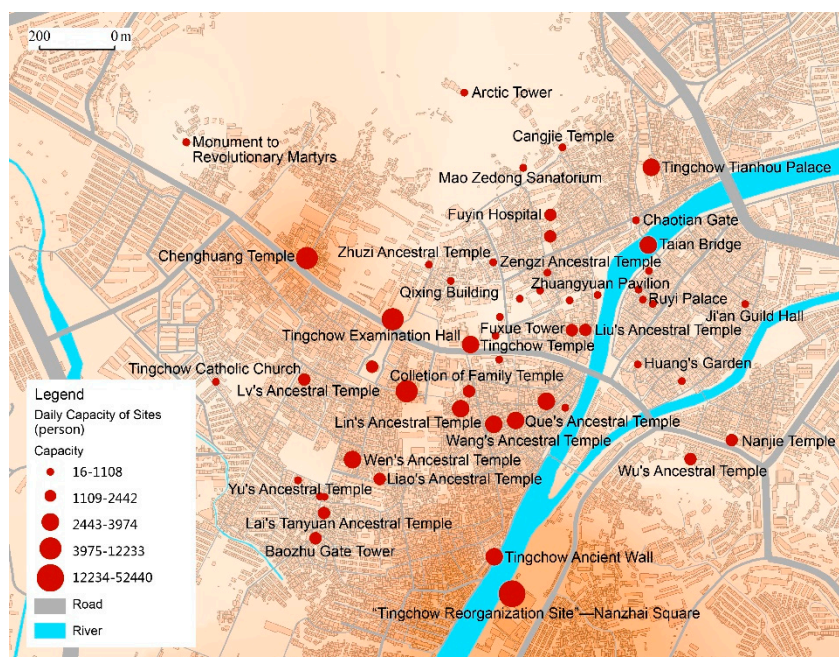 200 0 m
Arctic Tower
Cangjie Temple
Monument to
Revolutionary Martyrs
Mao Zedong Sanatorium
Tingchow Tianhou Palace
Fuyin Hospital
Chaotian Gate
Chenghuang Temple
Zhuzi Ancestral Temple
Taian Bridge
Zengzi Ancestral Temple
Qixing Building
Zhuangyuan Pavilion
Ruyi Palace
Ji'an Guild Hall
Tingchow Examination Hall
Fuxue Tower
Liu's Ancestral Temple
Tingchow Temple
Tingchow Catholic Church
Huang's Garden
Colletion of Family Temple
Lv's Ancestral Temple
Lin's Ancestral Temple
Que's Ancestral Temple
Wang's Ancestral Temple
Nanjie Temple
Wen's Ancestral Temple
Wu's Ancestral Temple
Liao's Ancestral Temple
Yu's Ancestral Temple
Lai's Tanyuan Ancestral Temple
Baozhu Gate Tower
Tingchow Ancient Wall
"Tingchow Reorganization Site"—Nanzhai Square
Legend
Daily Capacity of Sites
(person)
Capacity
16-1108
1109-2442
2443-3974
3975-12233
12234-52440
Road
River